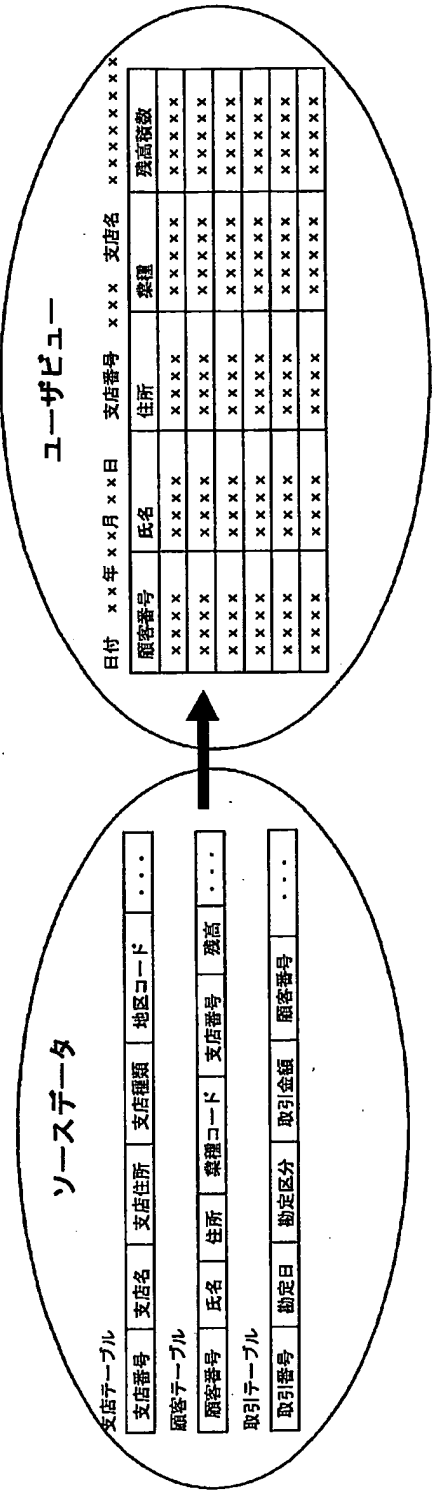 ソースデータ
支店テーブル
支店番号 支店名 支店住所 支店種類 地区コード ・・・
顧客テーブル
顧客番号 氏名 住所 業種コード 支店番号 残高 ・・・
取引テーブル
取引番号 勘定日 勘定区分 取引金額 顧客番号 ・・・
ユーザビュー
日付 ××年××月××日 支店番号 ××× 支店名 ×××××××××
顧客番号 氏名 住所 業種 残高積数
×××× ×××× ×××× ××××× ×××××
×××× ×××× ×××× ××××× ×××××
×××× ×××× ×××× ××××× ×××××
×××× ×××× ×××× ××××× ×××××
×××× ×××× ×××× ××××× ×××××
×××× ×××× ×××× ××××× ×××××